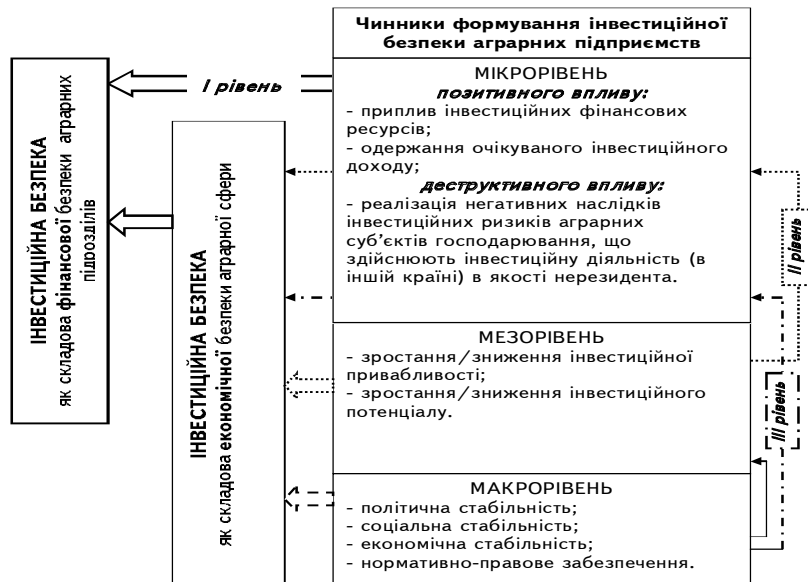 Чинники формування інвестиційної
безпеки аграрних підприємств
МІКРОРІВЕНЬ
позитивного впливу:
- приплив інвестиційних фінансових
ресурсів;
- одержання очікуваного інвестиційного
доходу;
деструктивного впливу:
- реалізація негативних наслідків
інвестиційних ризиків аграрних
суб’єктів господарювання, що
здійснюють інвестиційну діяльність (в
іншій країні) в якості нерезидента.
МЕЗОРІВЕНЬ
- зростання/зниження інвестиційної
привабливості;
- зростання/зниження інвестиційного
потенціалу.
МАКРОРІВЕНЬ
- політична стабільність;
- соціальна стабільність;
- економічна стабільність;
- нормативно-правове забезпечення.
І рівень
ІІ рівень
ІІІ рівень
ІНВЕСТИЦІЙНА БЕЗПЕКА
як складова фінансової безпеки аграрних
підрозділів
ІНВЕСТИЦІЙНА БЕЗПЕКА
як складова економічної безпеки аграрної сфери